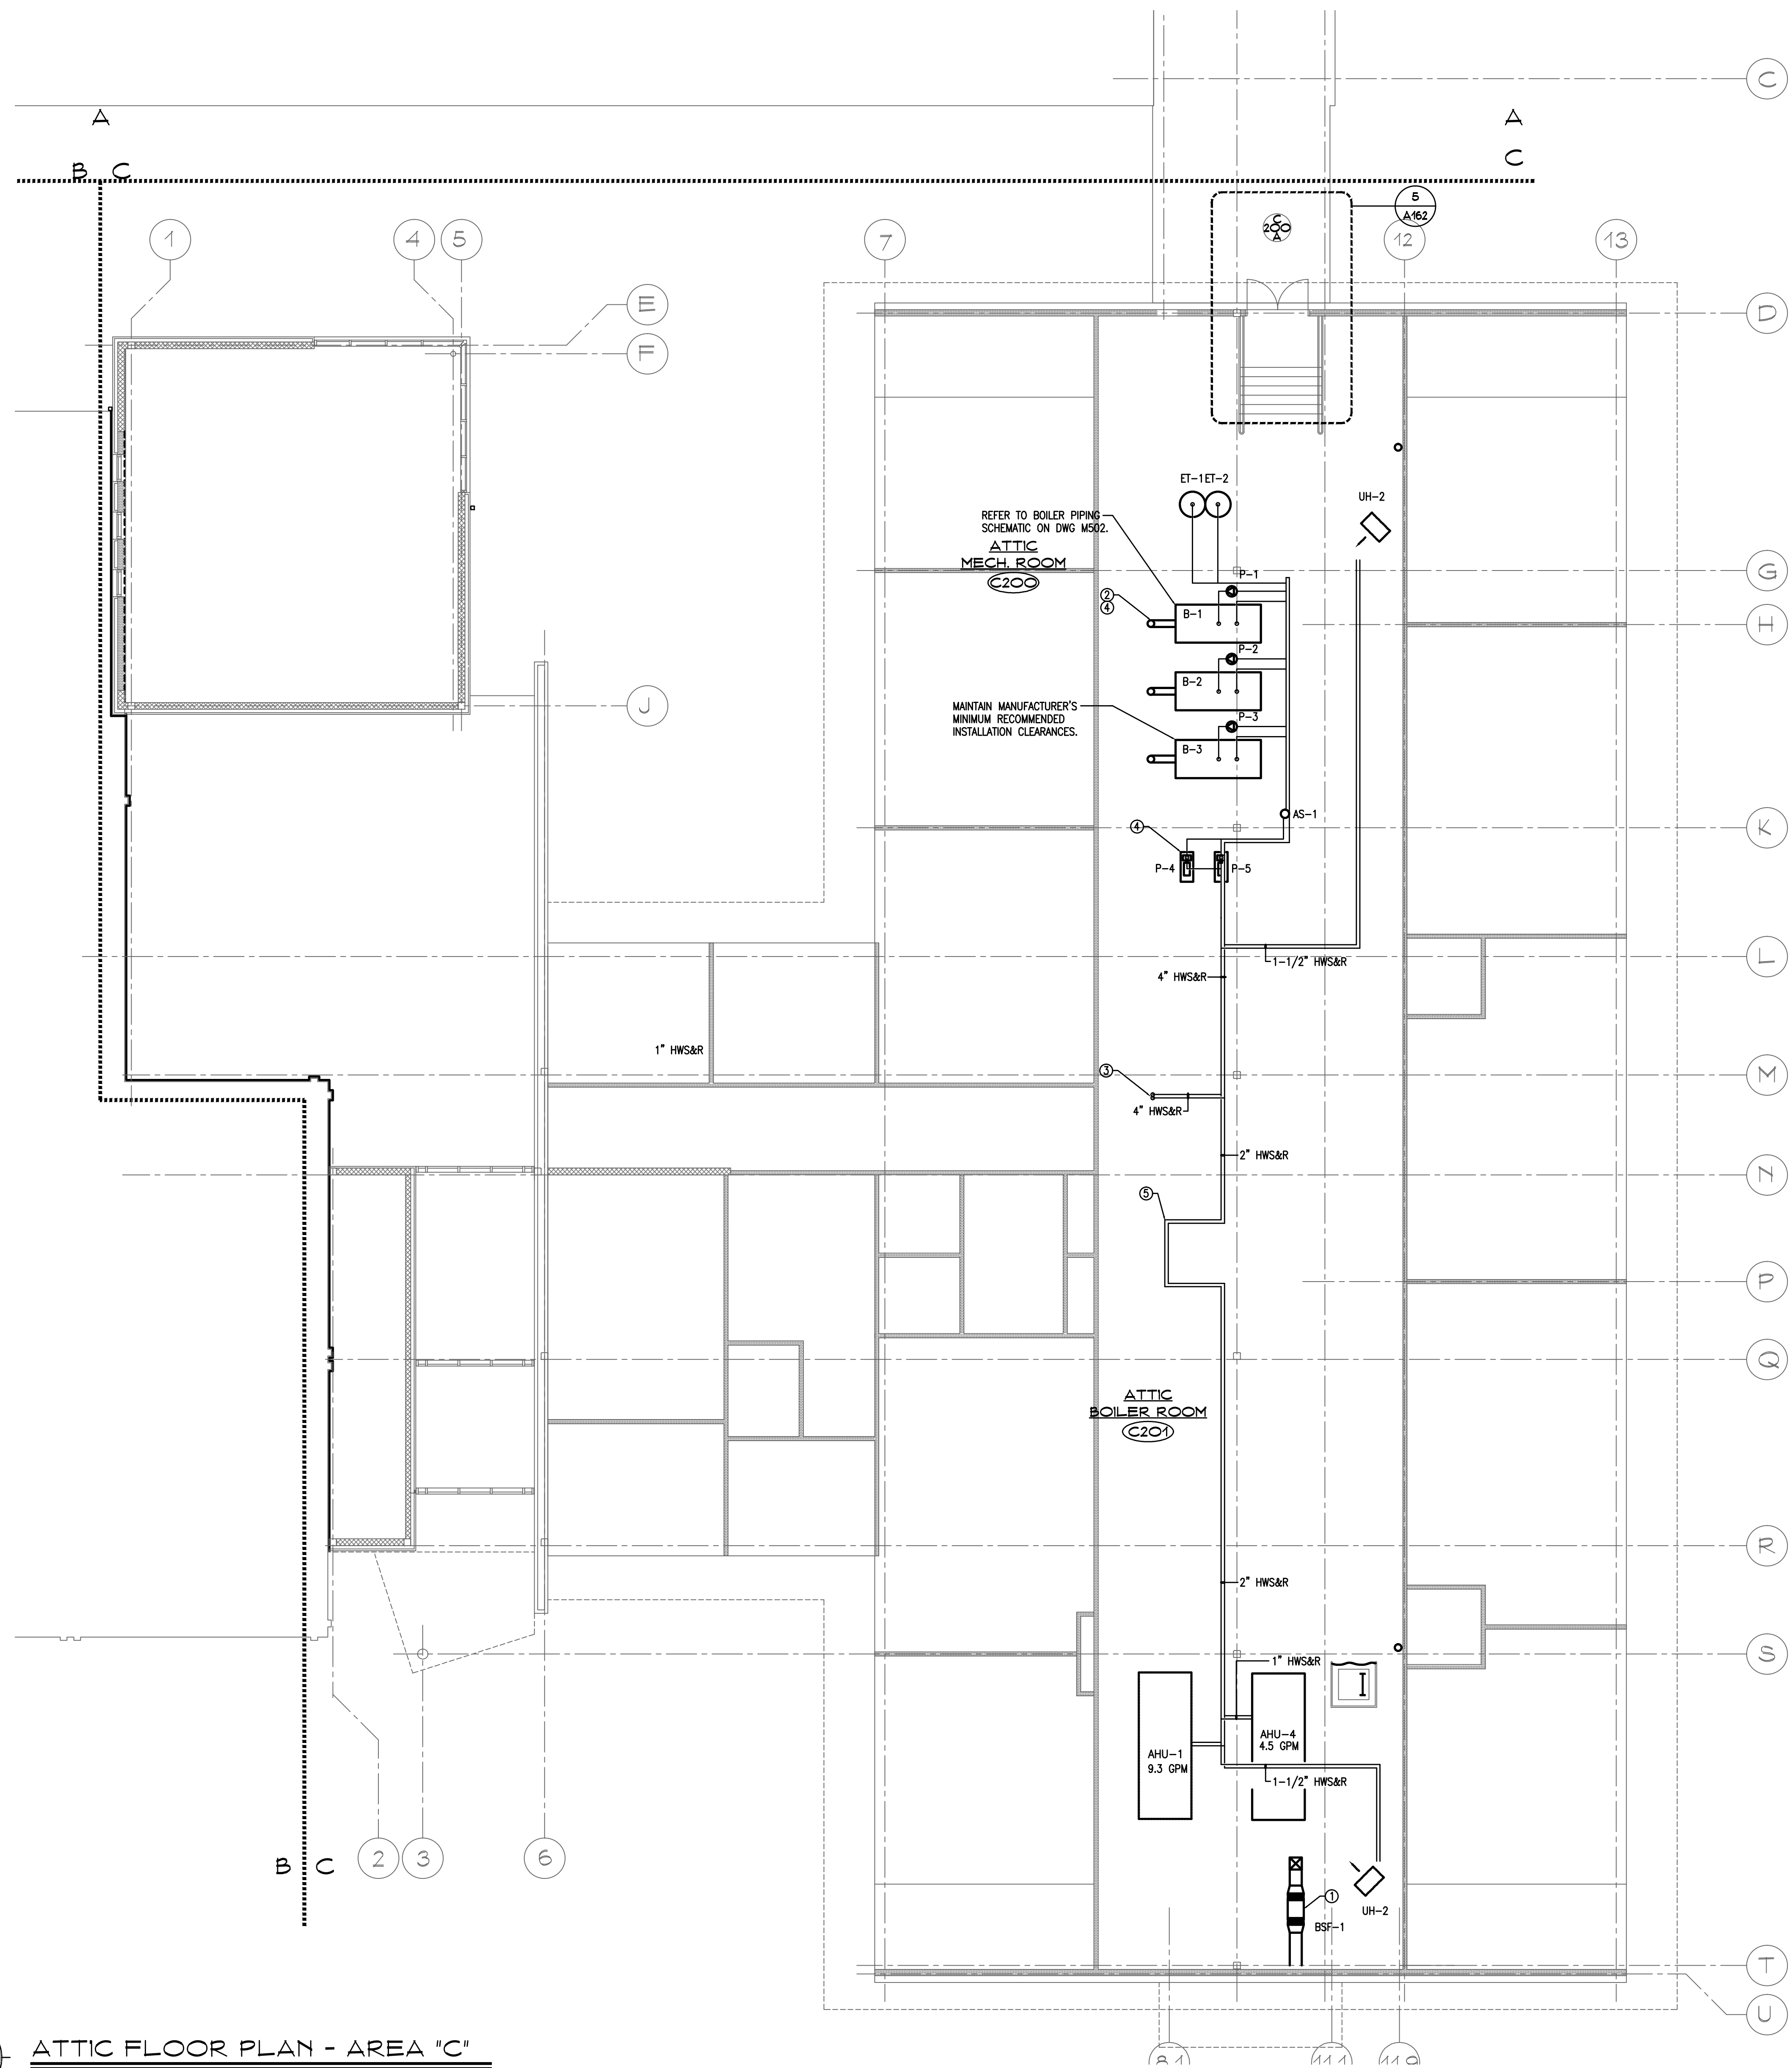 C
A
A
B
C
C
5
A162
C
200
A
1
4
5
7
12
13
E
D
F
ET-1
ET-2
UH-2
REFER TO BOILER PIPING
SCHEMATIC ON DWG M502.
ATTIC
MECH. ROOM
C200
G
P-1
2
4
B-1
H
P-2
B-2
MAINTAIN MANUFACTURER'S
MINIMUM RECOMMENDED
INSTALLATION CLEARANCES.
J
P-3
B-3
AS-1
4
K
P-4
P-5
L
1-1/2" HWS&R
4" HWS&R
1" HWS&R
3
M
4" HWS&R
2" HWS&R
N
5
P
Q
ATTIC
BOILER ROOM
C201
R
2" HWS&R
S
1" HWS&R
AHU-4
4.5 GPM
AHU-1
9.3 GPM
1-1/2" HWS&R
B
C
2
3
6
1
UH-2
BSF-1
T
U
ATTIC FLOOR PLAN - AREA "C"
8.1
11.1